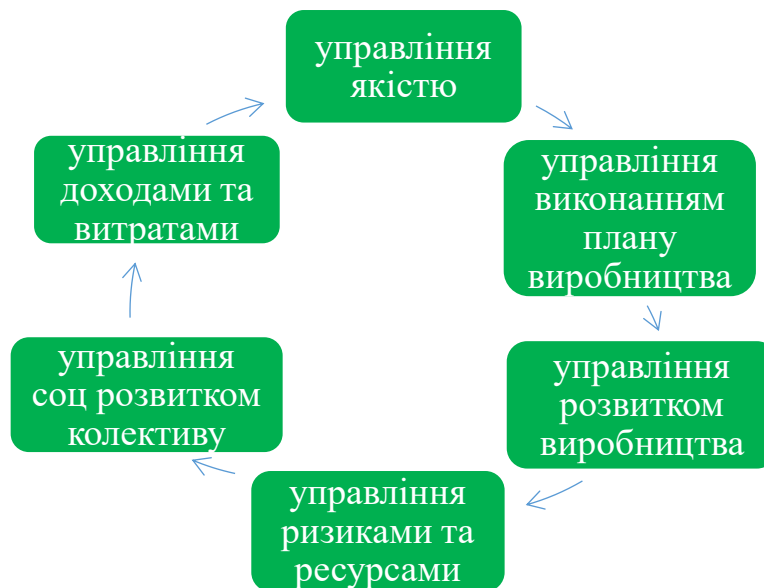 управління
якістю
управління
виконанням
плану
виробництва
управління
розвитком
виробництва
управління
ризиками та
ресурсами
управління
соц розвитком
колективу
управління
доходами та
витратами